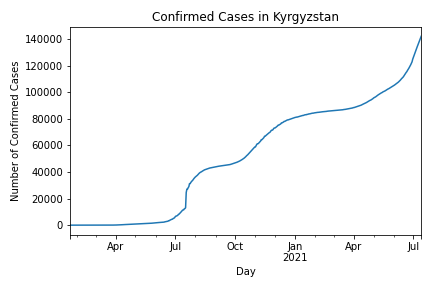 Confirmed Cases in Kyrgyzstan
140000
120000
100000
80000
60000
40000
20000
0
Number of Confirmed Cases
Apr Jul Oct Jan Apr Jul
2021
Day